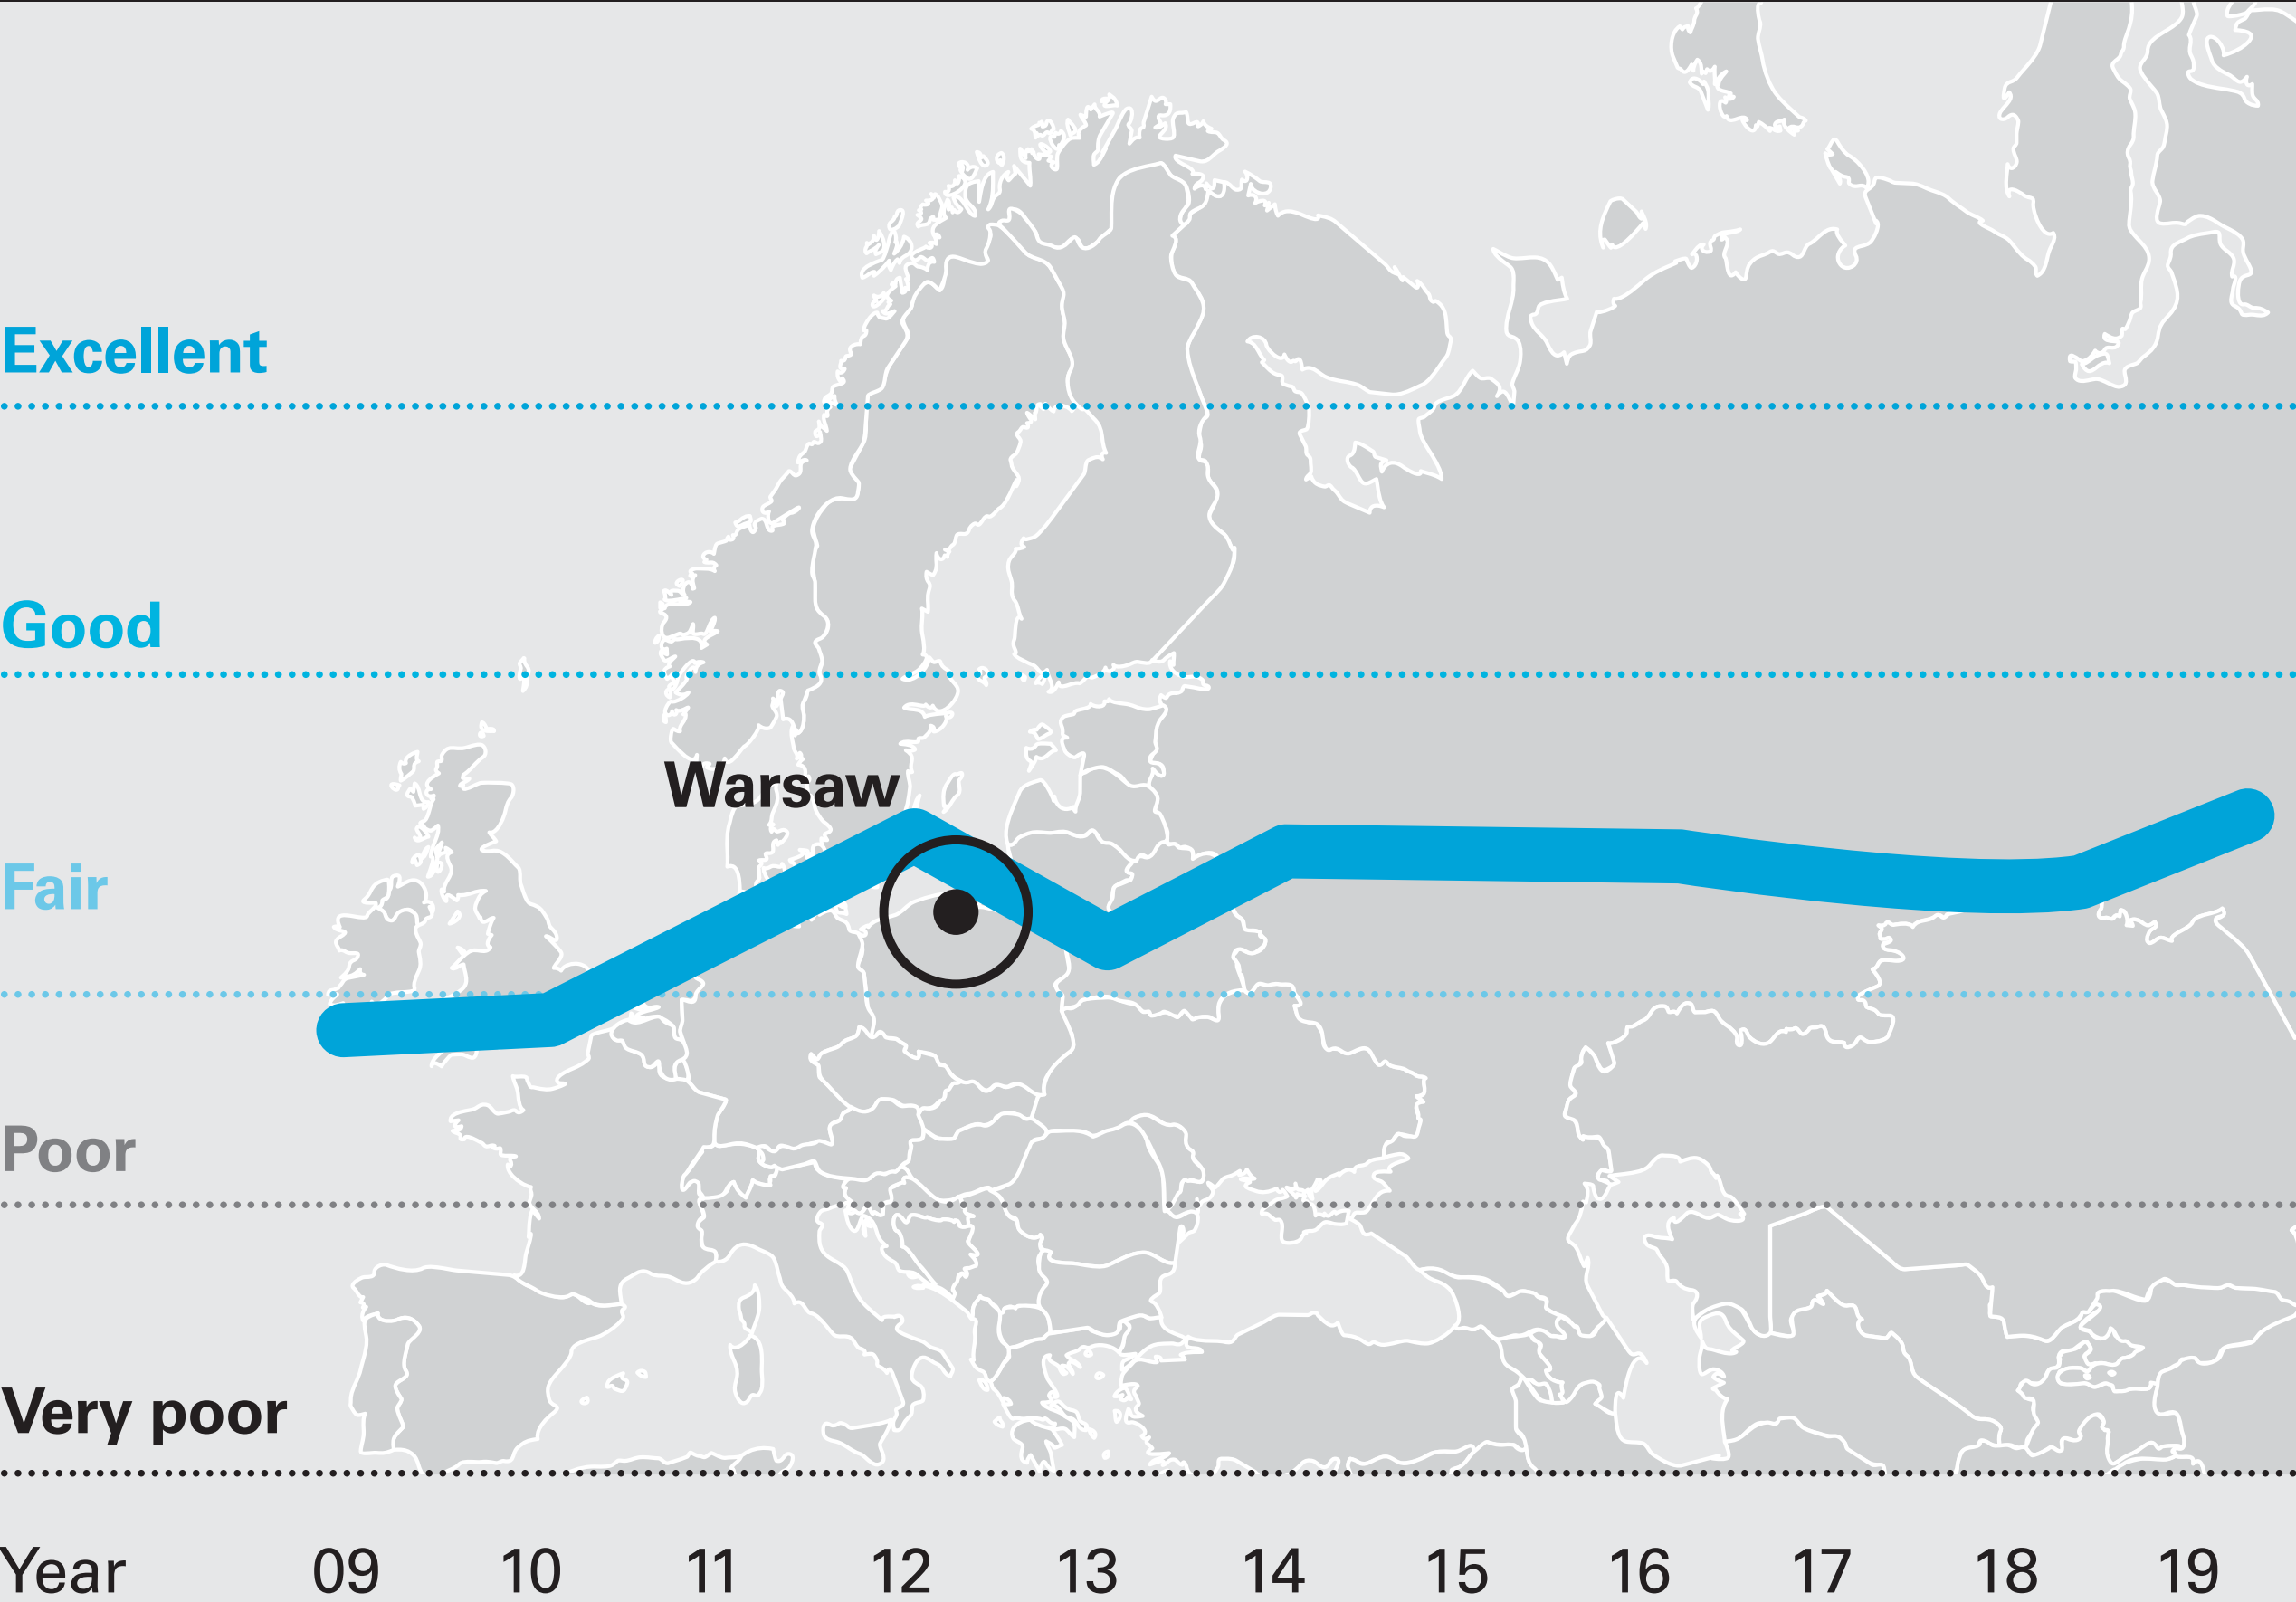 Excellent
Good
Warsaw
Fair
Poor
Very poor
Year 09 10 11 12 13 14 15 16 17 18 19